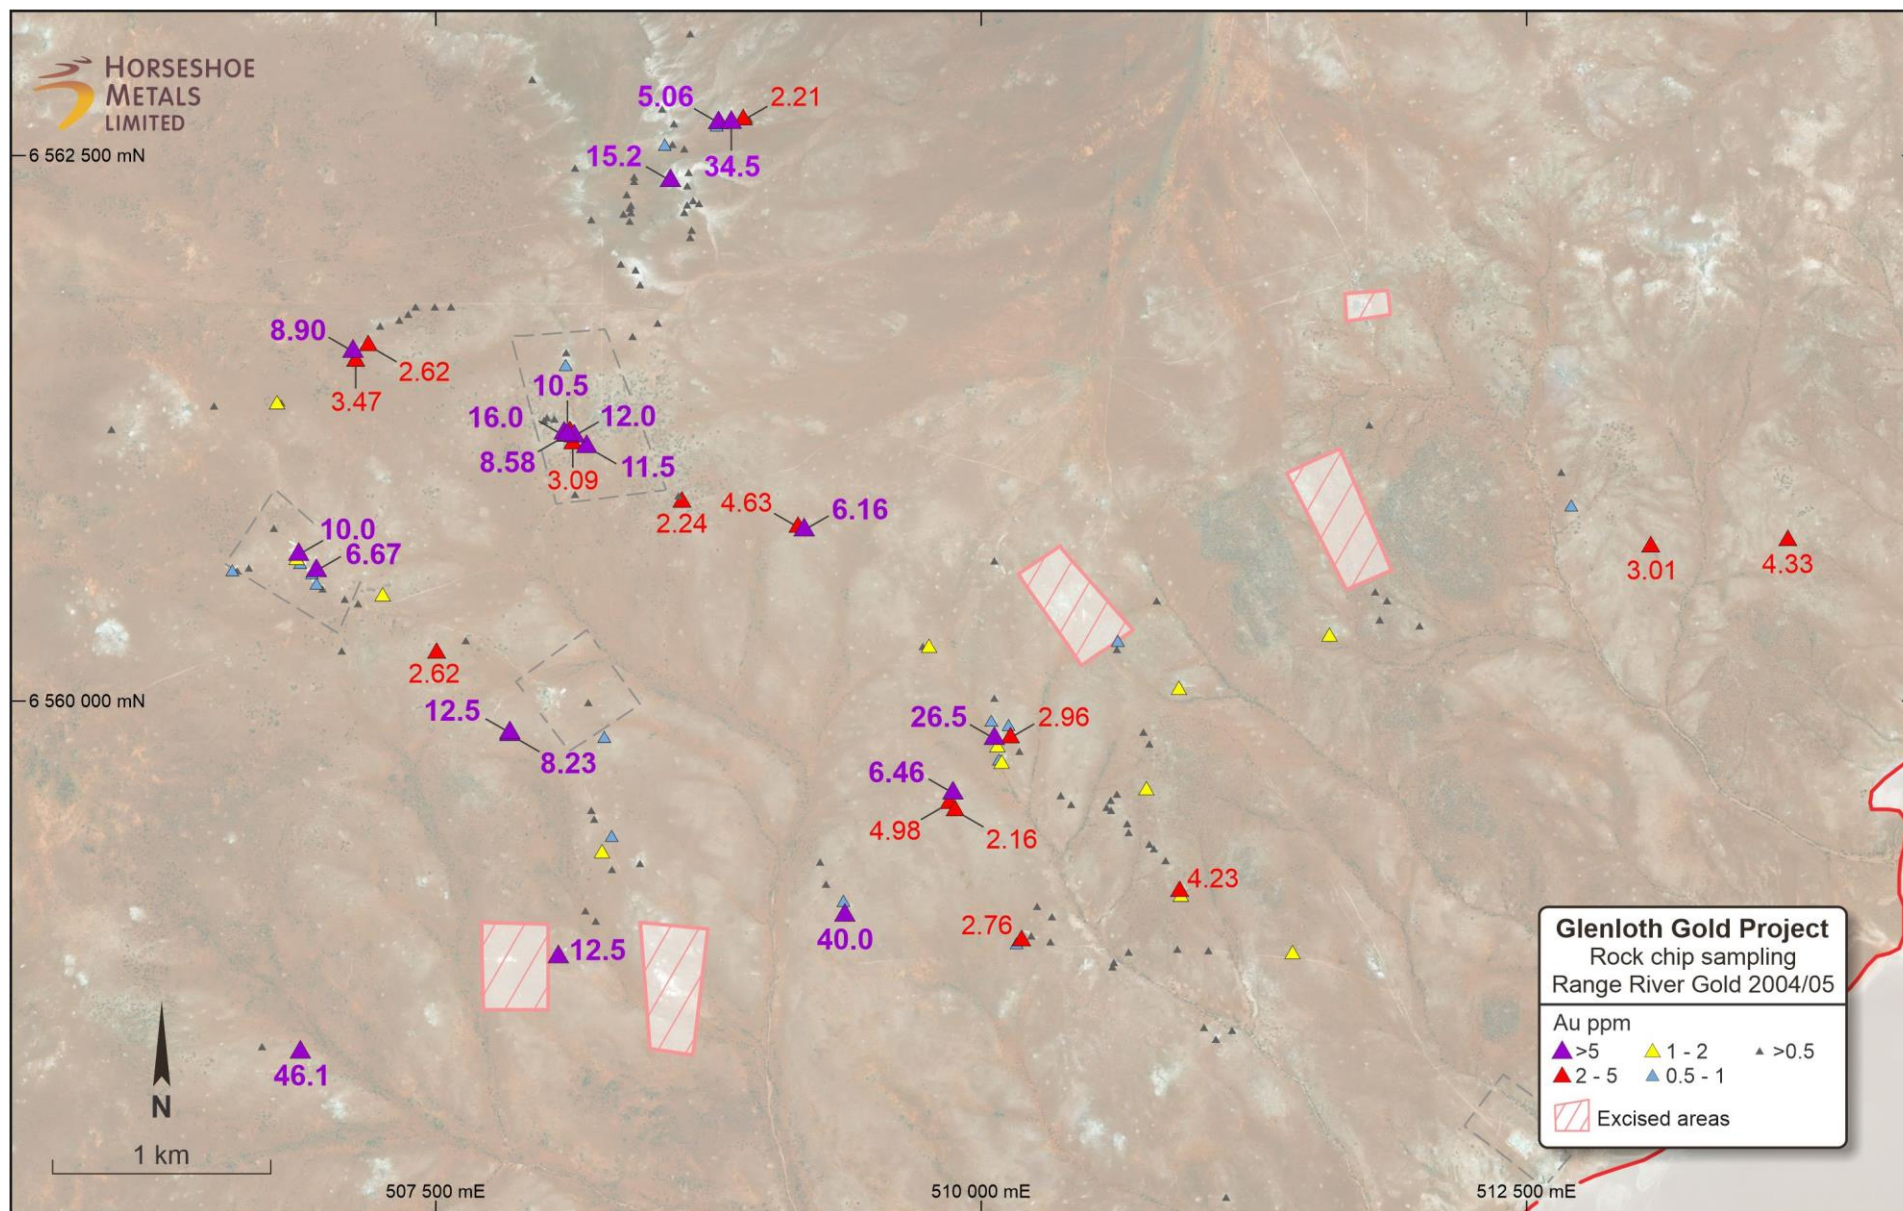 HORSESHOE
METALS
LIMITED
5.06
2.21
6 562 500 mN
15.2
34.5
8.90
2.62
3.47
10.5
16.0
12.0
8.58
11.5
3.09
4.63
6.16
2.24
10.0
6.67
3.01
4.33
2.62
6 560 000 mN
12.5
8.23
26.5
2.96
6.46
4.98
2.16
4.23
2.76
40.0
12.5
46.1
N
1 km
507 500 mE
510 000 mE
512 500 mE
Glenloth Gold Project
Rock chip sampling
Range River Gold 2004/05
Au ppm
>5
1 - 2
>0.5
2 - 5
0.5 - 1
Excised areas